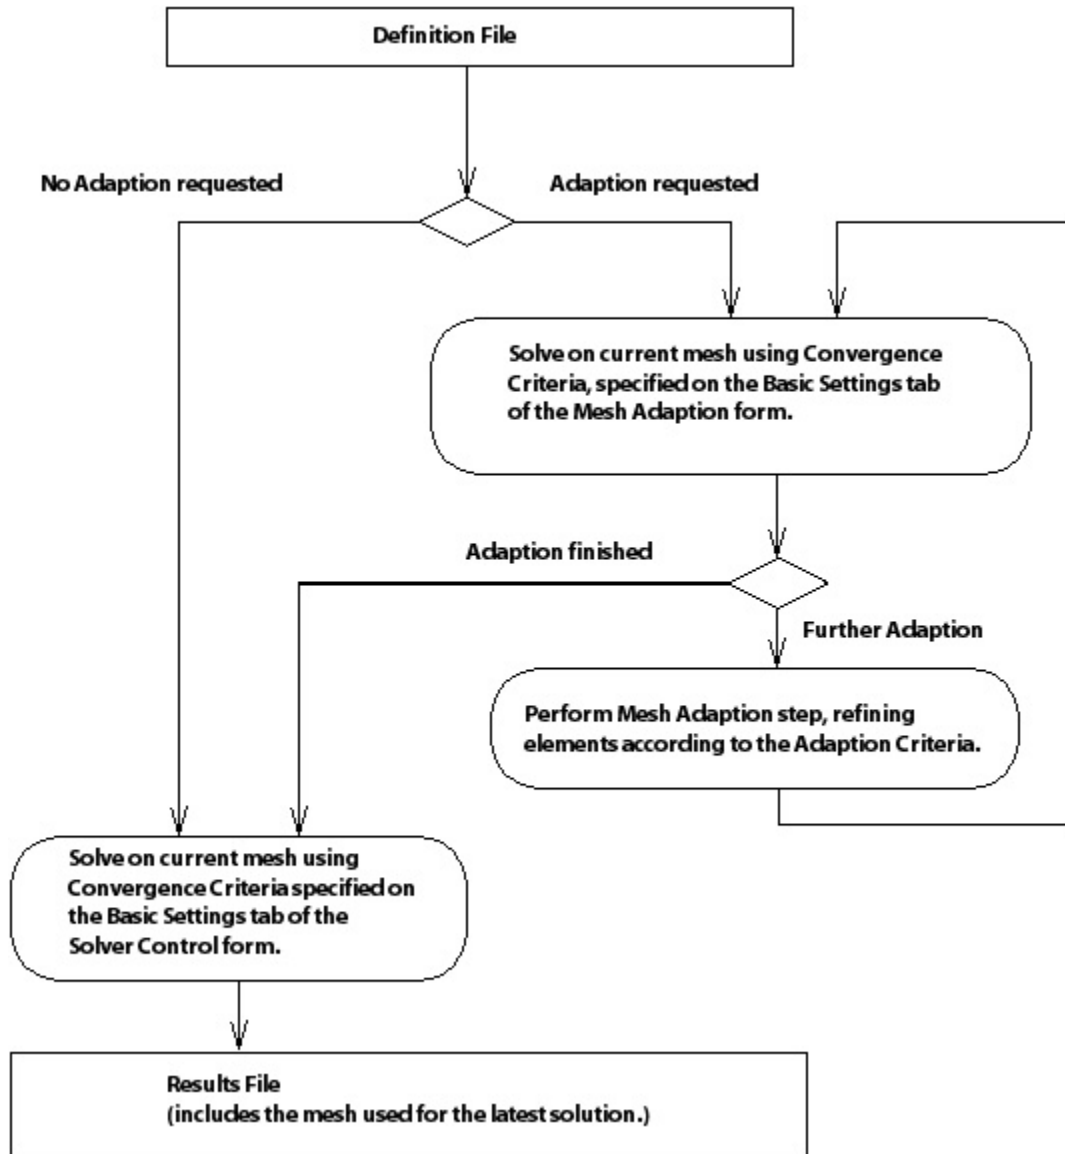 Definition File
No Adaption requested
Adaption requested
Solve on current mesh using Convergence
Criteria, specified on the Basic Settings tab
of the Mesh Adaption form.
Adaption finished
Further Adaption
Perform Mesh Adaption step, refining
elements according to the Adaption Criteria.
Solve on current mesh using
Convergence Criteria specified on
the Basic Settings tab of the
Solver Control form.
Results File
(includes the mesh used for the latest solution.)